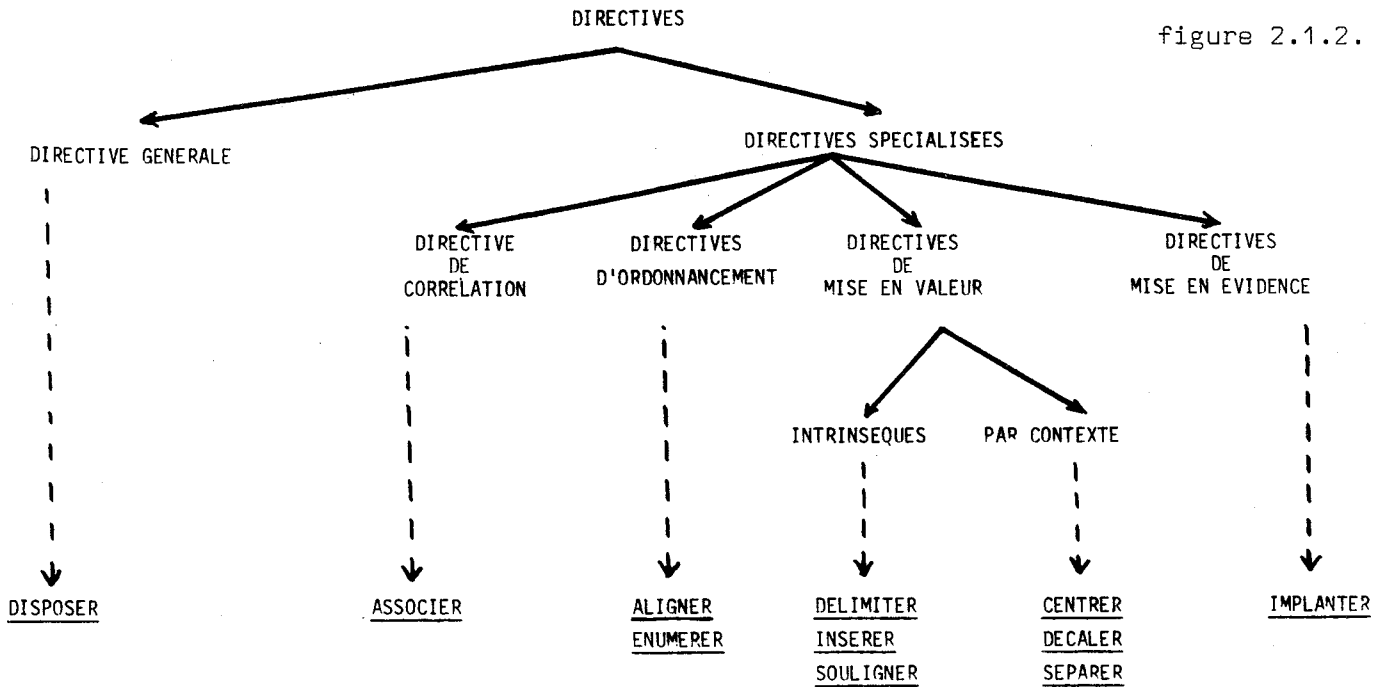 DIRECTIVES
figure 2.1.2.
DIRECTIVE GENERALE
DIRECTIVES SPECIALISEES
DIRECTIVE
DE
CORRELATION
DIRECTIVES
D'ORDONNANCEMENT
DIRECTIVES
DE
MISE EN VALEUR
DIRECTIVES
DE
MISE EN EVIDENCE
INTRINSEQUES
PAR CONTEXTE
DISPOSER
ASSOCIER
ALIGNER
ENUMERER
DELIMITER
INSERER
SOULIGNER
CENTRER
DECALER
SEPARER
IMPLANTER